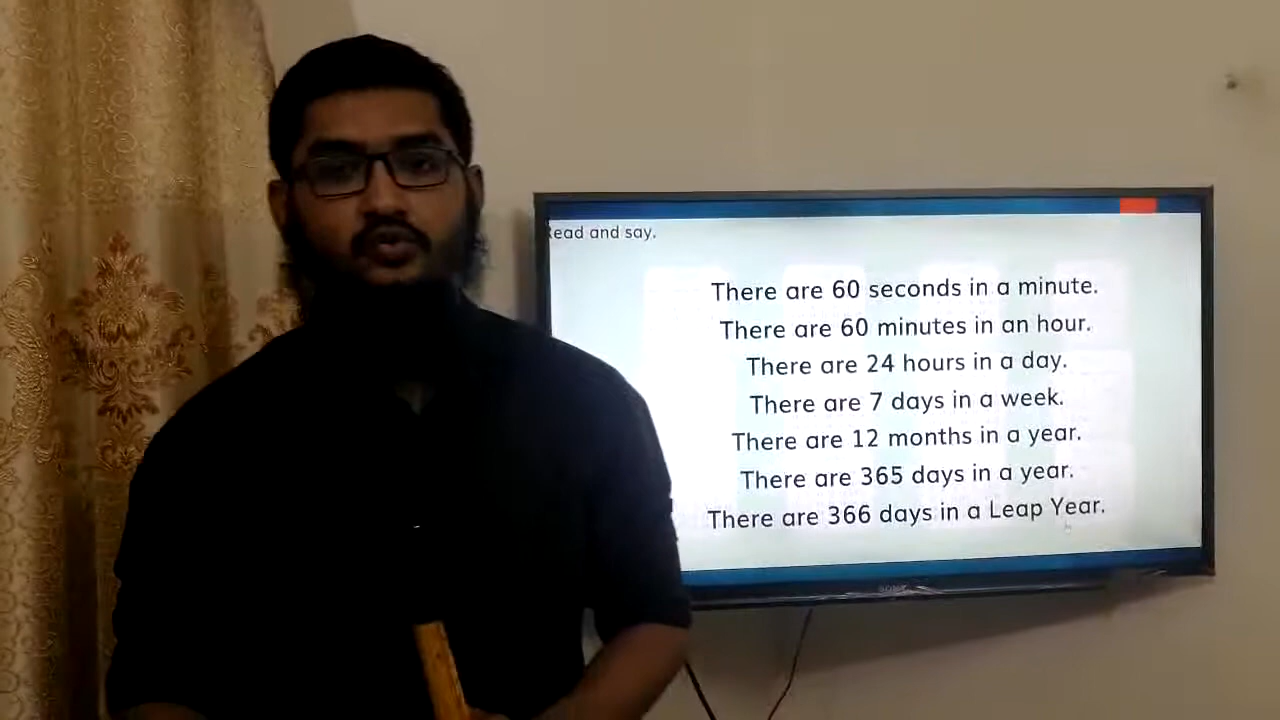 ead and say.
There are 60 seconds in a minute.
There are 60 minutes in an hour.
There are 24 hours in a day.
There are 7 days in a week.
There are 12 months in a year.
There are 365 days in a year.
There are 366 days in a Leap Year.
SONY